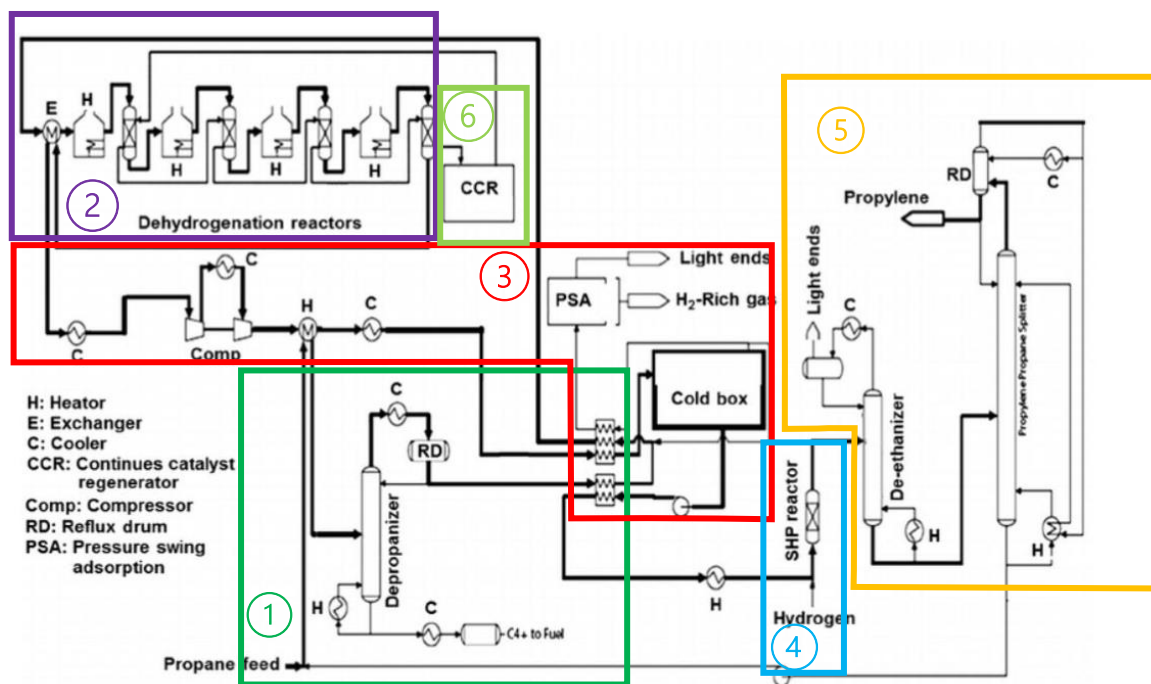 E
H
H
H
H
6
CCR
2
Dehydrogenation reactors
5
RD
C
Propylene
Light ends
C
Propylene Propane Splitter
De-ethanizer
H
H
3
C
C
Comp
H
C
PSA
Light ends
H2-Rich gas
Cold box
H: Heator
E: Exchanger
C: Cooler
CCR: Continues catalyst
regenerator
Comp: Compressor
RD: Reflux drum
PSA: Pressure swing
adsorption
C
RD
Depropanizer
H
C
C4+ to Fuel
1
Propane feed
SHP reactor
H
Hydrogen
4